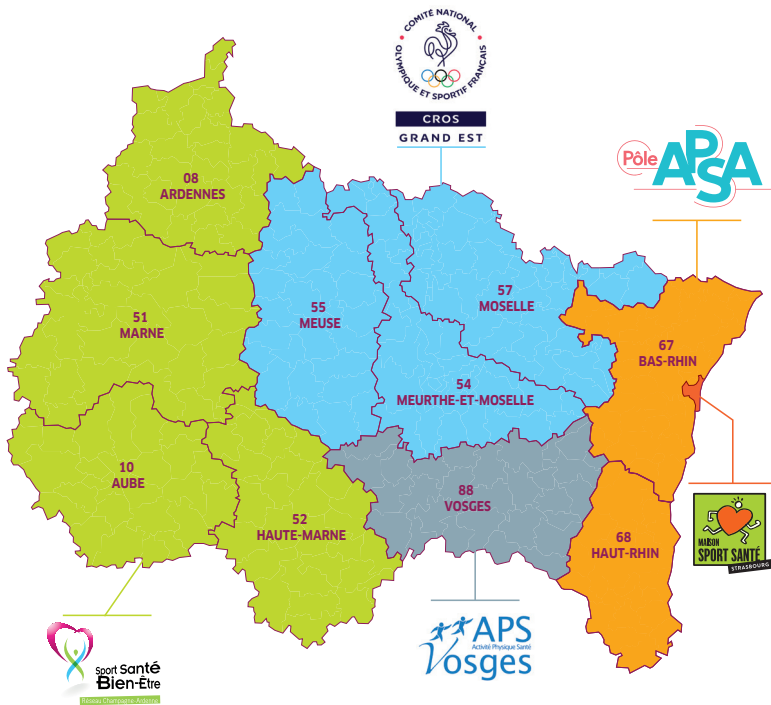 COMITÉ NATIONAL
OLYMPIQUE ET SPORTIF FRANÇAIS
CROS
GRAND EST
Pôle
APSA
08
ARDENNES
51
MARNE
55
MEUSE
57
MOSELLE
67
BAS-RHIN
54
MEURTHE-ET-MOSELLE
10
AUBE
52
HAUTE-MARNE
88
VOSGES
68
HAUT-RHIN
MAISON
SPORT SANTÉ
STRASBOURG
APS
Activité Physique Santé
Vosges
Sport Santé
Bien-Être
Réseau Champagne-Ardenne